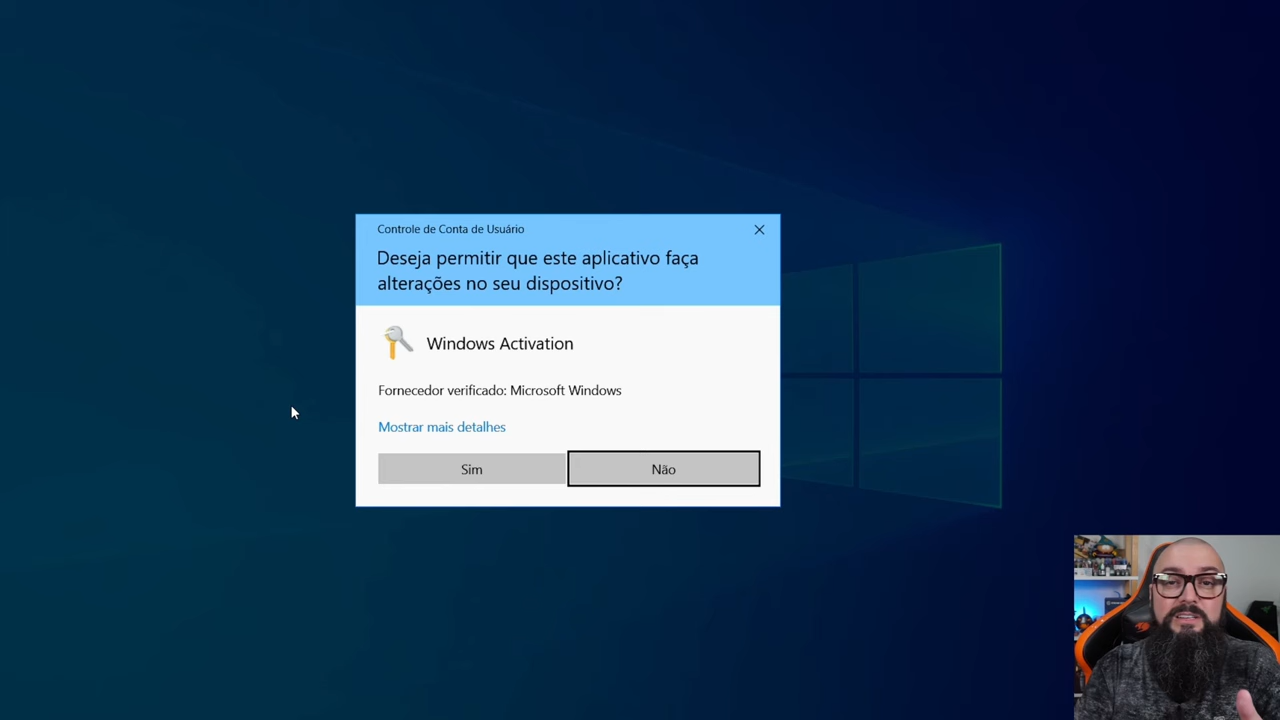 Controle de Conta de Usuário
Deseja permitir que este aplicativo faça
alterações no seu dispositivo?
Windows Activation
Fornecedor verificado: Microsoft Windows
Mostrar mais detalhes
Sim
Não